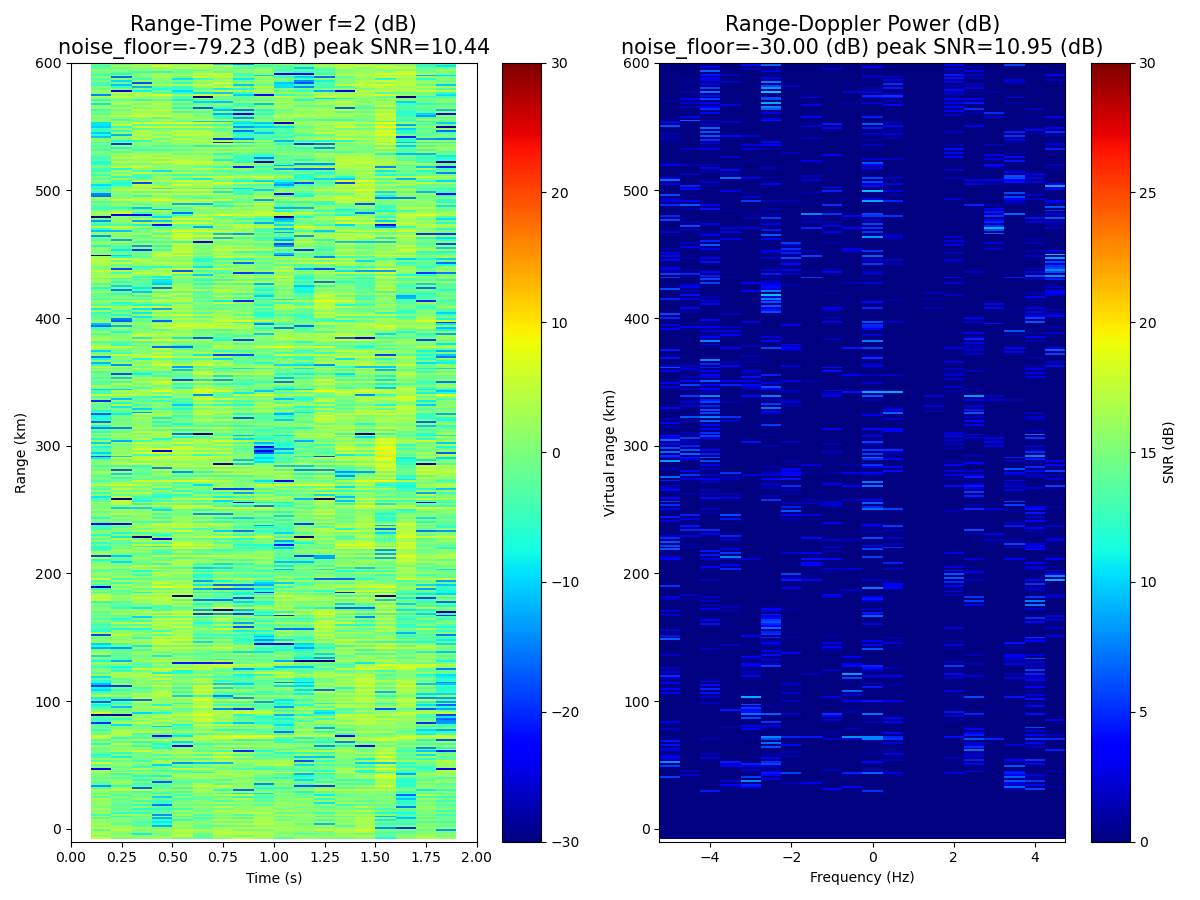 Range-Time Power f=2 (dB)
noise_floor=-79.23 (dB) peak SNR=10.44
Range (km)
600
500
400
300
200
100
0
0.00 0.25 0.50 0.75 1.00 1.25 1.50 1.75 2.00
Time (s)
30
20
10
0
−10
−20
−30
Range-Doppler Power (dB)
noise_floor=-30.00 (dB) peak SNR=10.95 (dB)
Virtual range (km)
600
500
400
300
200
100
0
−4 −2 0 2 4
Frequency (Hz)
30
25
20
15
10
5
0
SNR (dB)